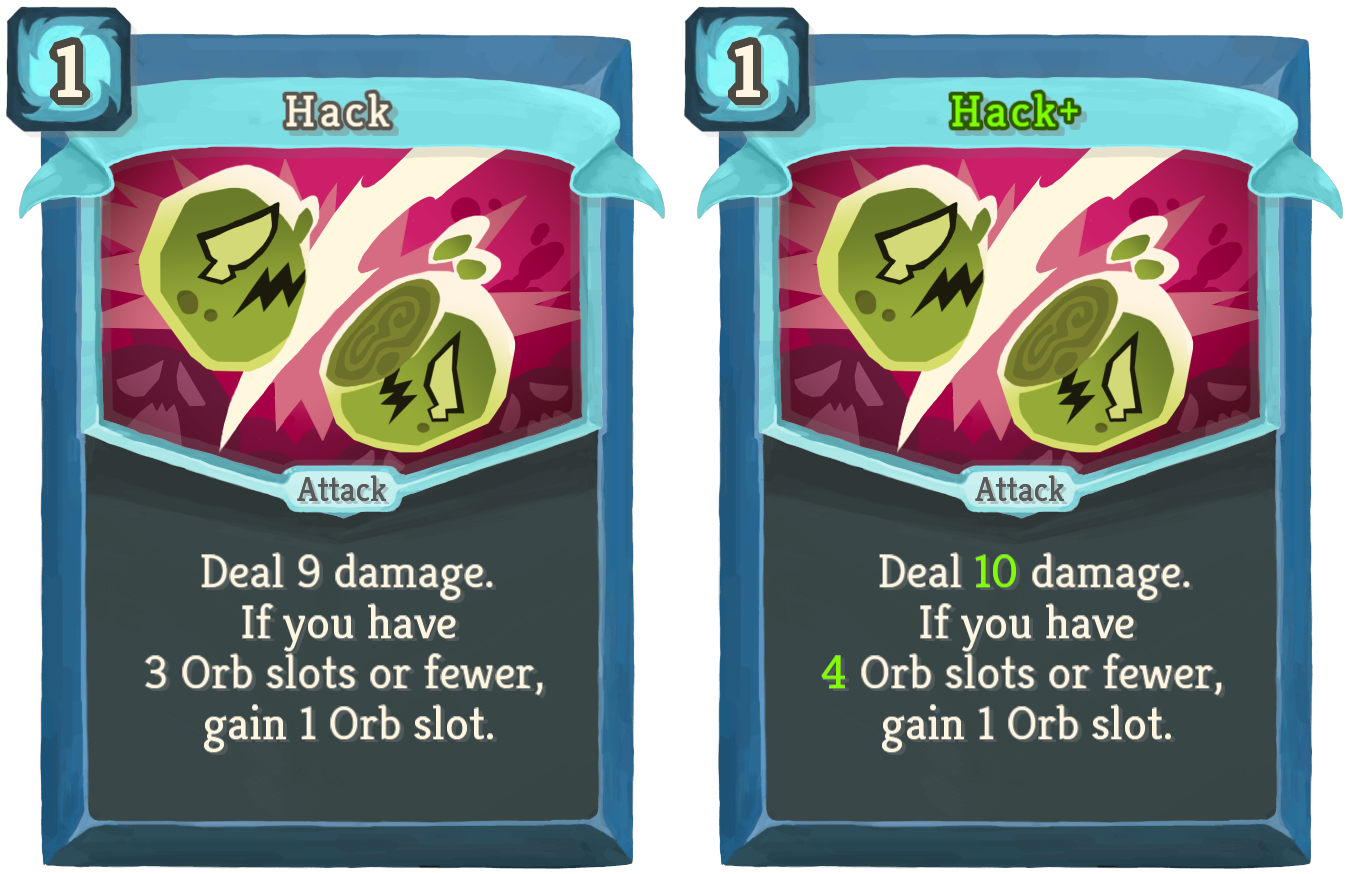 1
Hack
Attack
Deal 9 damage.
If you have
3 Orb slots or fewer,
gain 1 Orb slot.
1
Hack+
Attack
Deal 10 damage.
If you have
4 Orb slots or fewer,
gain 1 Orb slot.